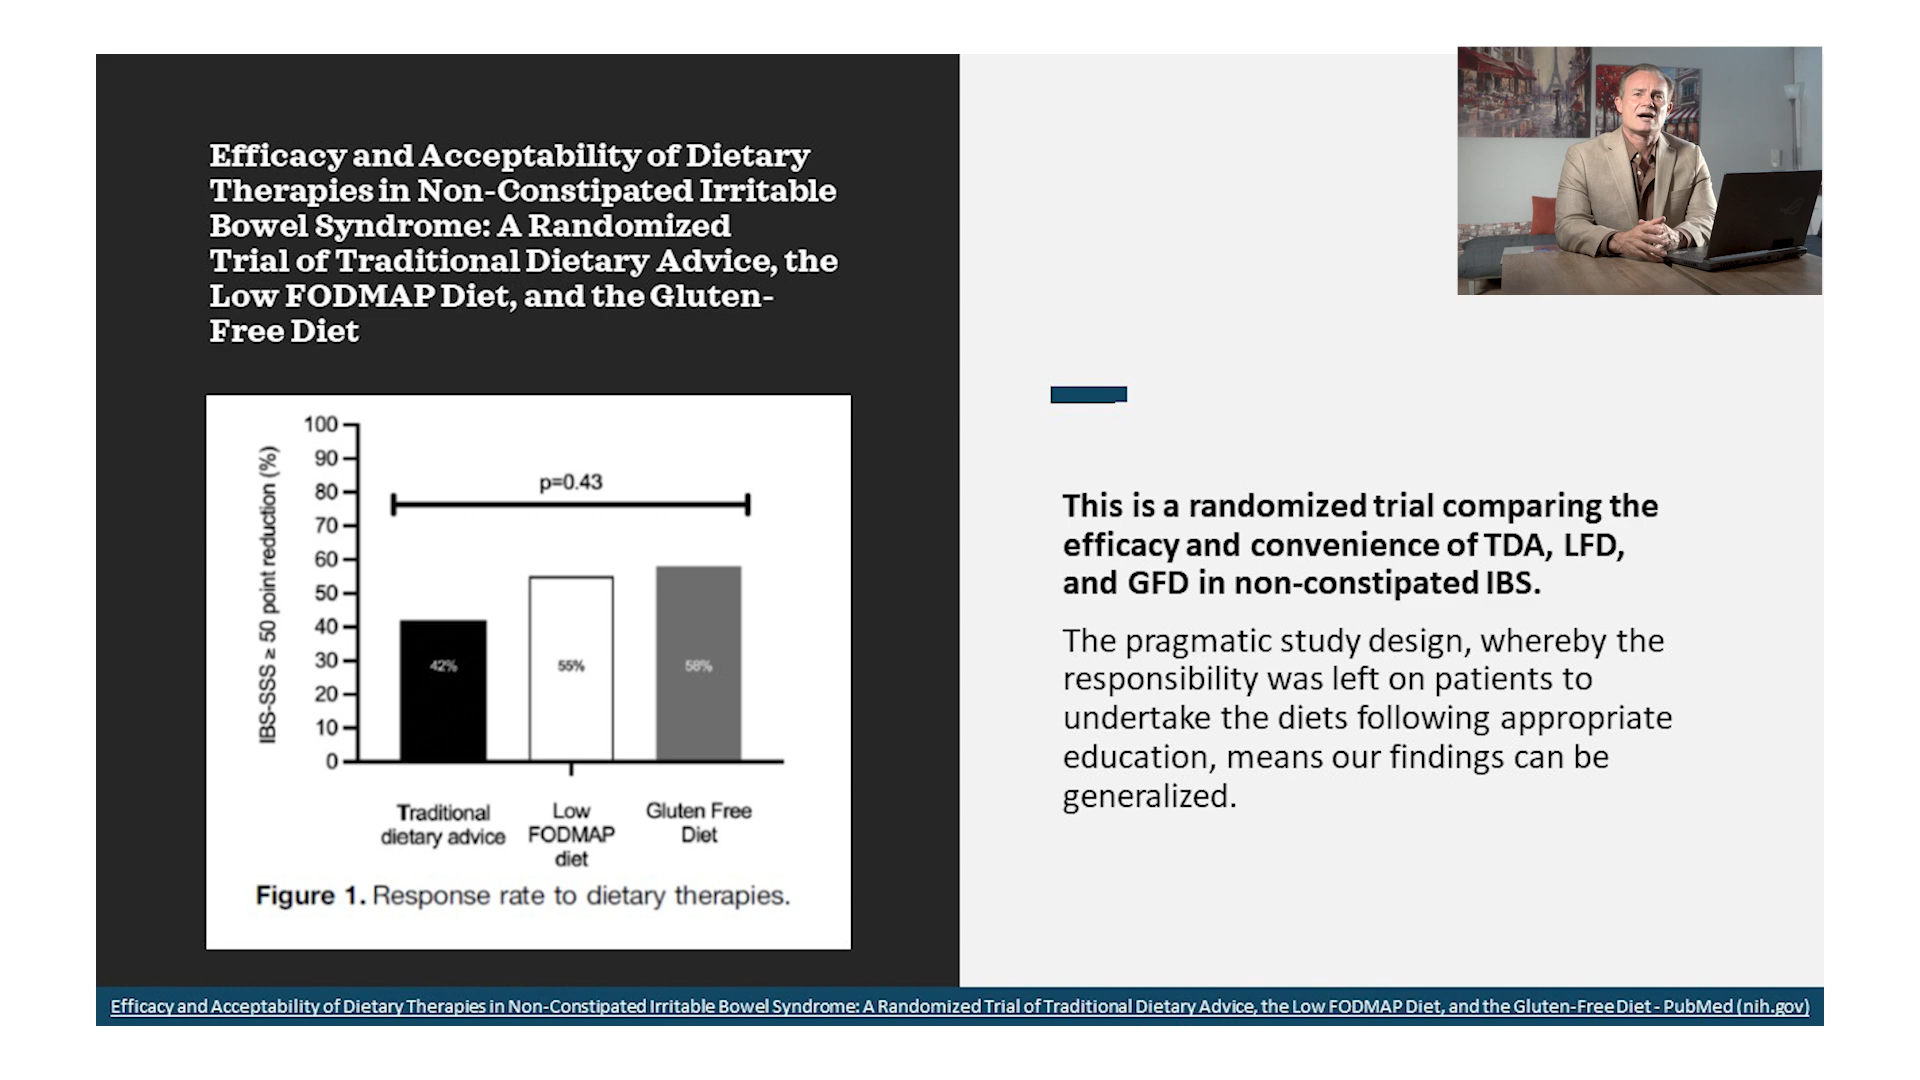 Efficacy and Acceptability of Dietary
Therapies in Non-Constipated Irritable
Bowel Syndrome: A Randomized
Trial of Traditional Dietary Advice, the
Low FODMAP Diet, and the Gluten-
Free Diet
IBS-SSS ≥ 50 point reduction (%)
100
90
80
70
60
50
40
30
20
10
0
p=0.43
42%
55%
58%
Traditional
dietary advice
Low
FODMAP
diet
Gluten Free
Diet
Figure 1. Response rate to dietary therapies.
This is a randomized trial comparing the
efficacy and convenience of TDA, LFD,
and GFD in non-constipated IBS.
The pragmatic study design, whereby the
responsibility was left on patients to
undertake the diets following appropriate
education, means our findings can be
generalized.
Efficacy and Acceptability of Dietary Therapies in Non-Constipated Irritable Bowel Syndrome: A Randomized Trial of Traditional Dietary Advice, the Low FODMAP Diet, and the Gluten-Free Diet - PubMed (nih.gov)